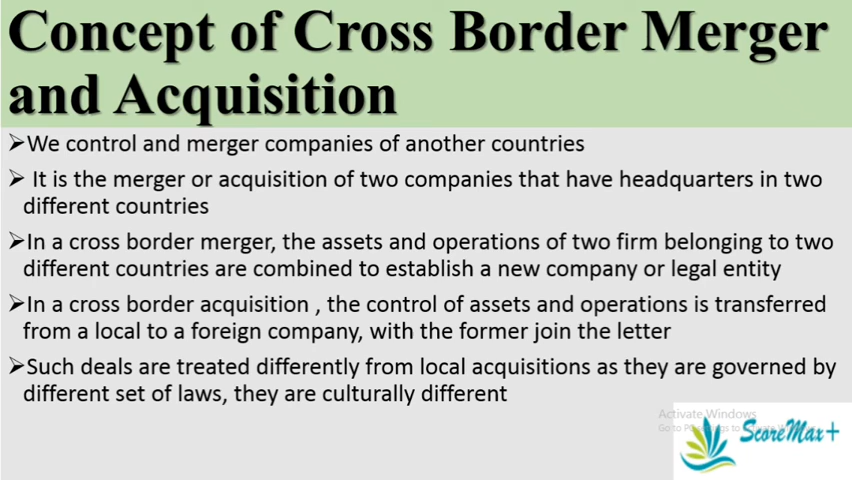 Concept of Cross Border Merger
and Acquisition
➢We control and merger companies of another countries
➢ It is the merger or acquisition of two companies that have headquarters in two
different countries
➢In a cross border merger, the assets and operations of two firm belonging to two
different countries are combined to establish a new company or legal entity
➢In a cross border acquisition , the control of assets and operations is transferred
from a local to a foreign company, with the former join the letter
➢Such deals are treated differently from local acquisitions as they are governed by
different set of laws, they are culturally different
Activate Windows
Go to
ScoreMax+